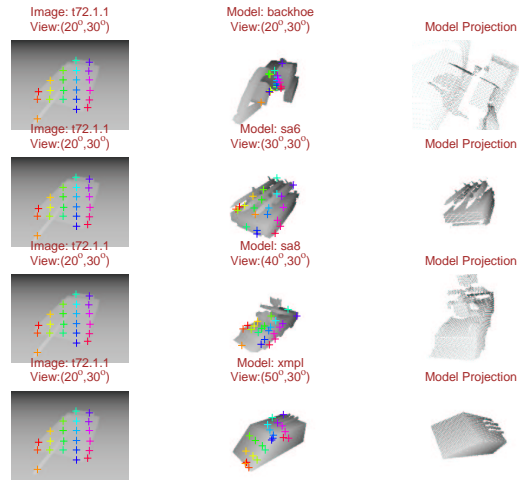 Image: t72.1.1
View:(20°,30°)
Model: backhoe
View:(20°,30°)
Model Projection
Image: t72.1.1
View:(20°,30°)
Model: sa6
View:(30°,30°)
Model Projection
Image: t72.1.1
View:(20°,30°)
Model: sa8
View:(40°,30°)
Model Projection
Image: t72.1.1
View:(20°,30°)
Model: xmpl
View:(50°,30°)
Model Projection